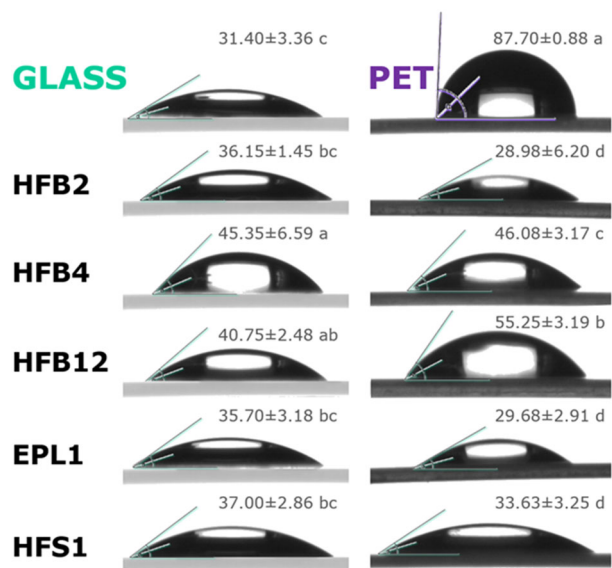 31.40±3.36 c
87.70±0.88 a
GLASS
PET
36.15±1.45 bc
28.98±6.20 d
HFB2
45.35±6.59 a
46.08±3.17 c
HFB4
40.75±2.48 ab
55.25±3.19 b
HFB12
35.70±3.18 bc
29.68±2.91 d
EPL1
37.00±2.86 bc
33.63±3.25 d
HFS1